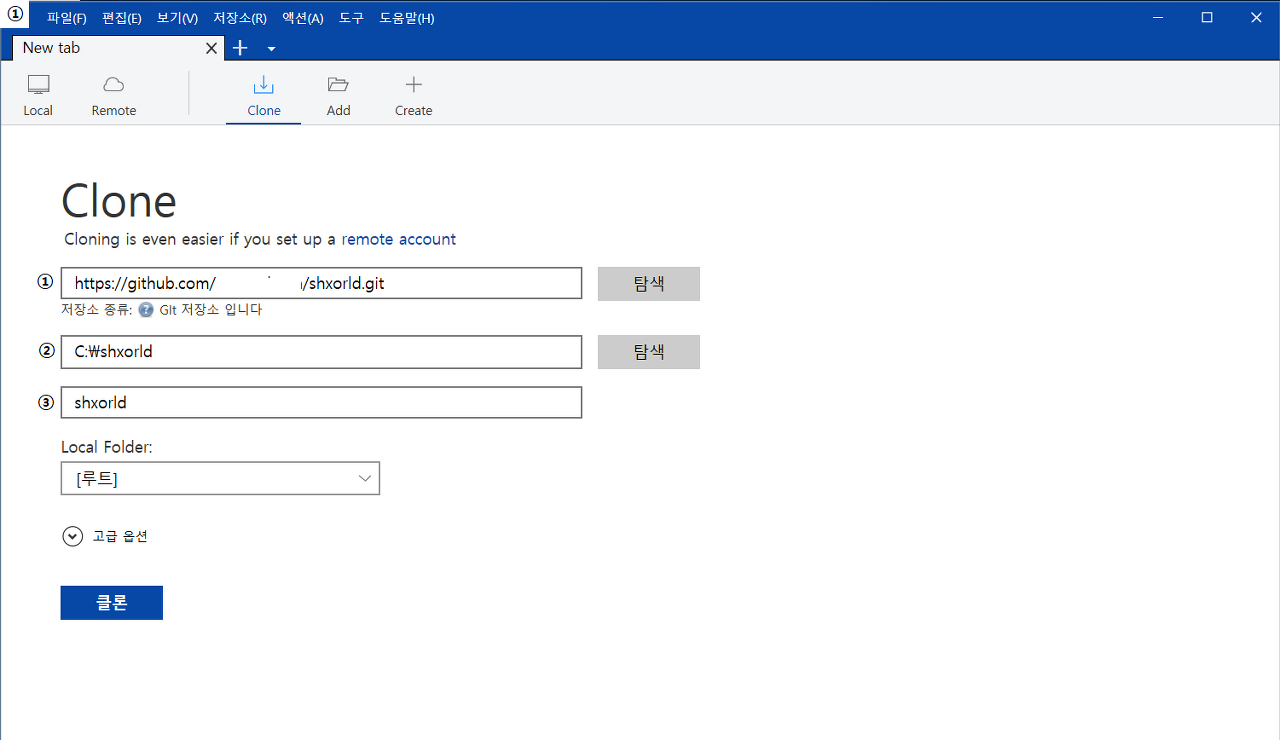 ① 파일(F) 편집(E) 보기(V) 저장소(R) 액션(A) 도구 도움말(H)
New tab
Local Remote Clone Add Create
Clone
Cloning is even easier if you set up a remote account
① https://github.com/ /shxorld.git 탐색
저장소 종류: ? Git 저장소 입니다
② C:\shxorld 탐색
③ shxorld
Local Folder:
[루트]
고급 옵션
클론